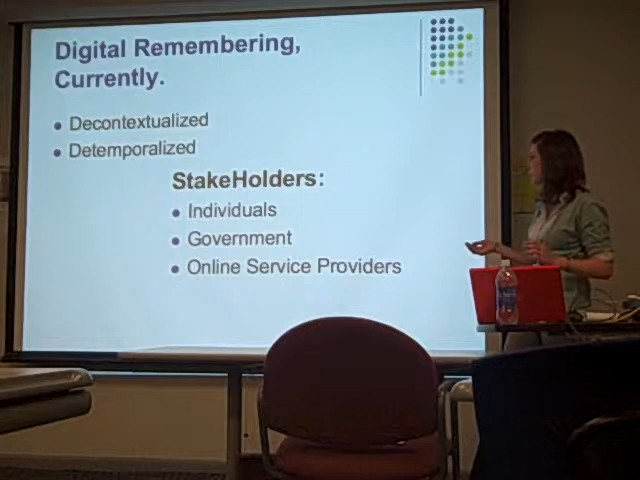 Digital Remembering,
Currently.
Decontextualized
Detemporalized
StakeHolders:
Individuals
Government
Online Service Providers